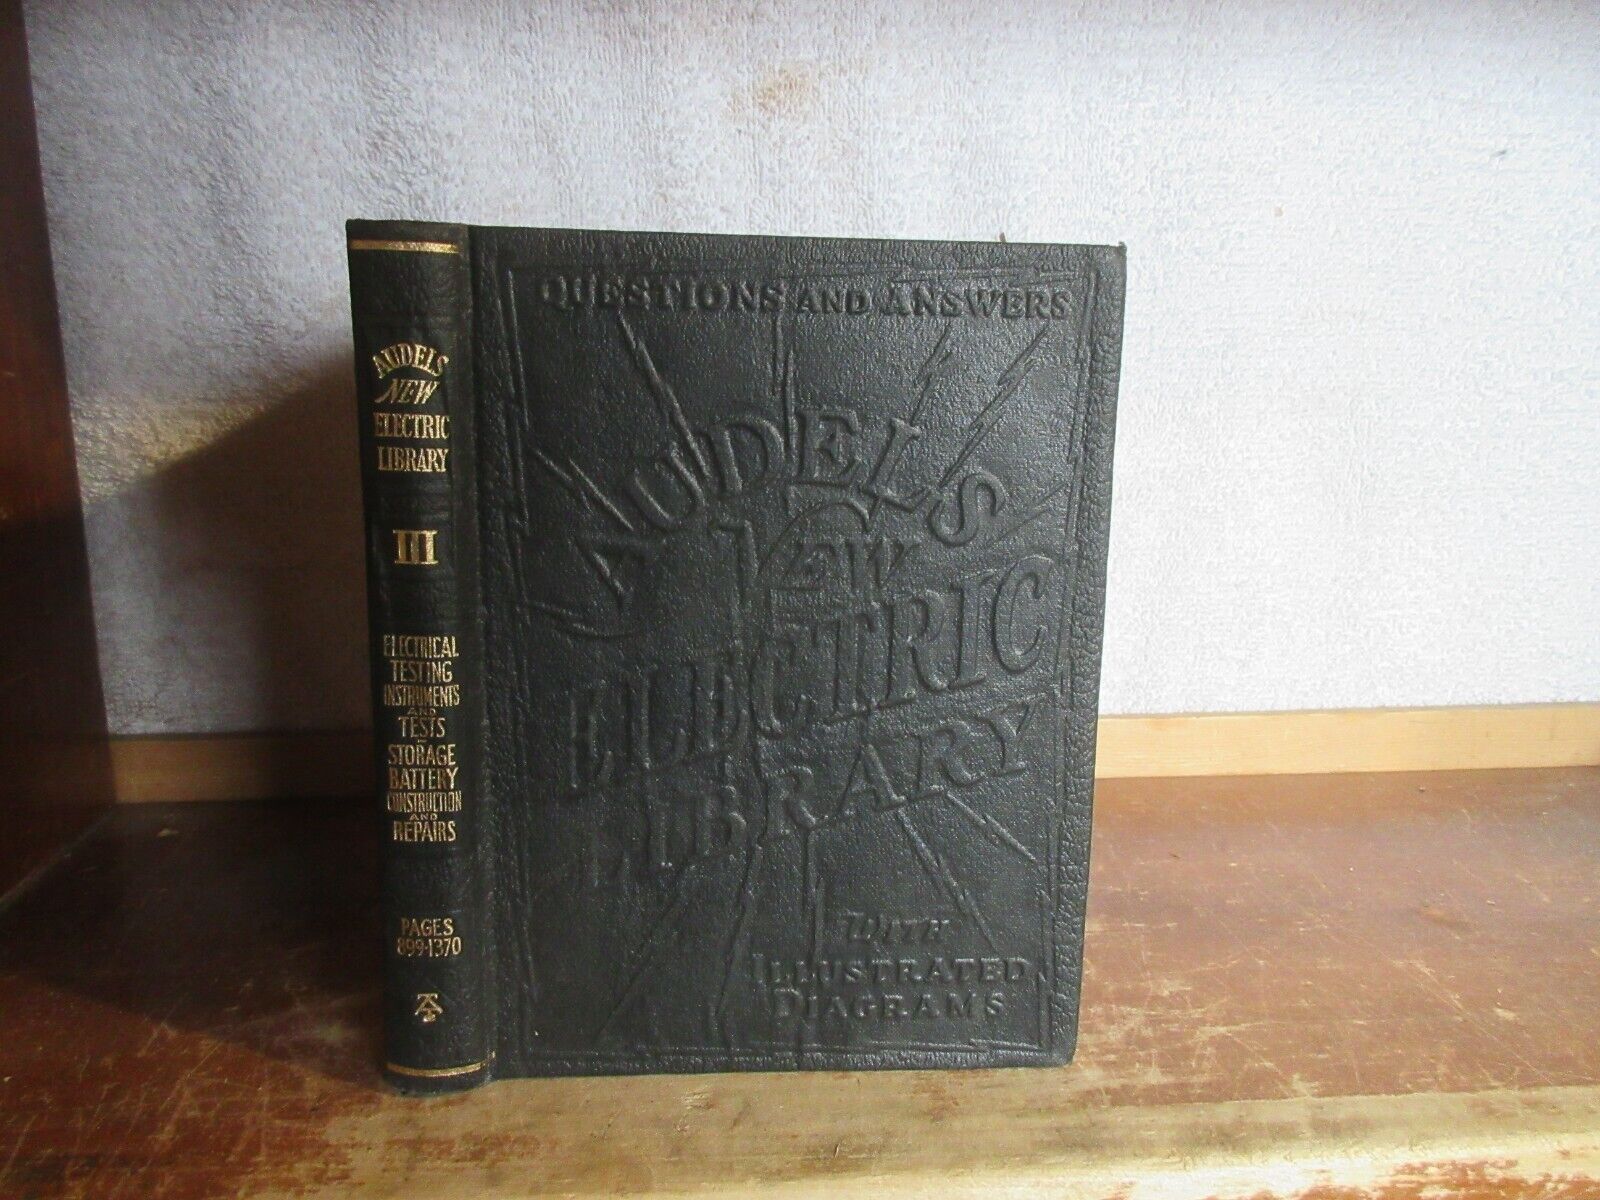 AUDELS
NEW
ELECTRIC
LIBRARY
III
ELECTRICAL
TESTING
INSTRUMENTS
AND
TESTS
-
STORAGE
BATTERY
CONSTRUCTION
AND
REPAIRS
PAGES
899-1370
QUESTIONS AND ANSWERS
AUDELS
NEW
ELECTRIC
LIBRARY
WITH
ILLUSTRATED
DIAGRAMS